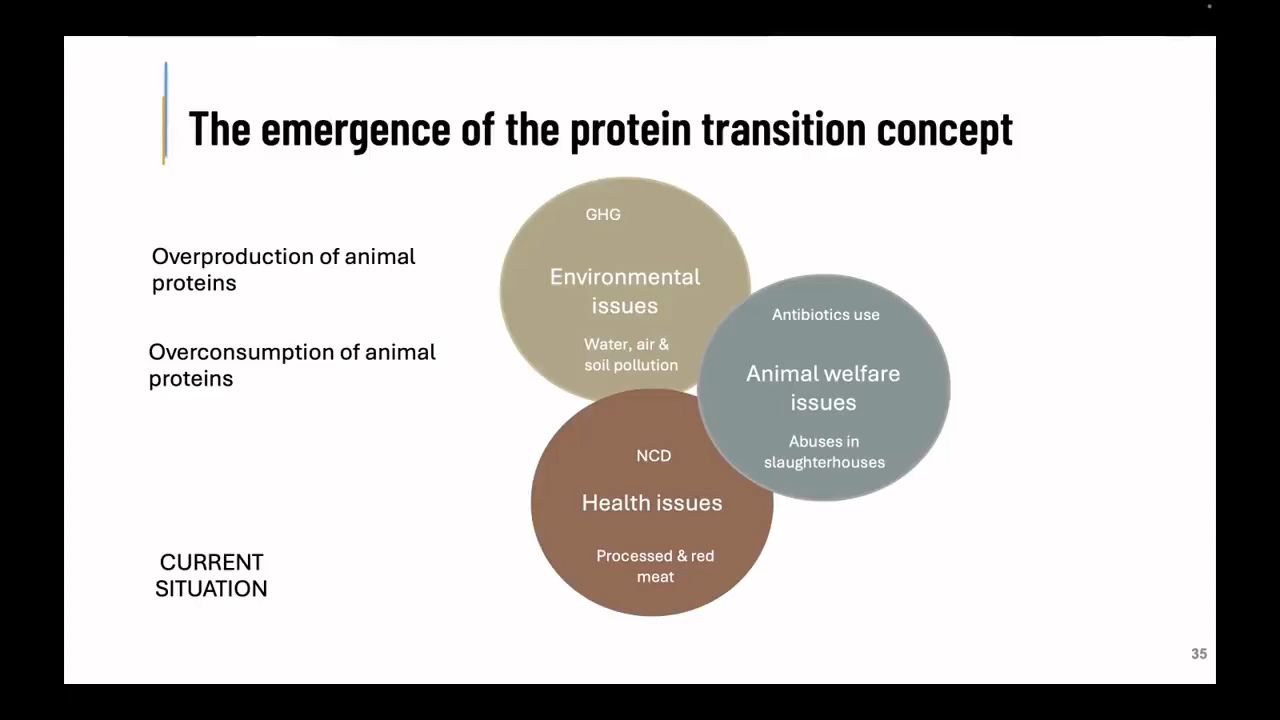 The emergence of the protein transition concept
Overproduction of animal
proteins
Overconsumption of animal
proteins
CURRENT
SITUATION
GHG
Environmental
issues
Water, air &
soil pollution
Antibiotics use
Animal welfare
issues
Abuses in
slaughterhouses
NCD
Health issues
Processed & red
meat
35